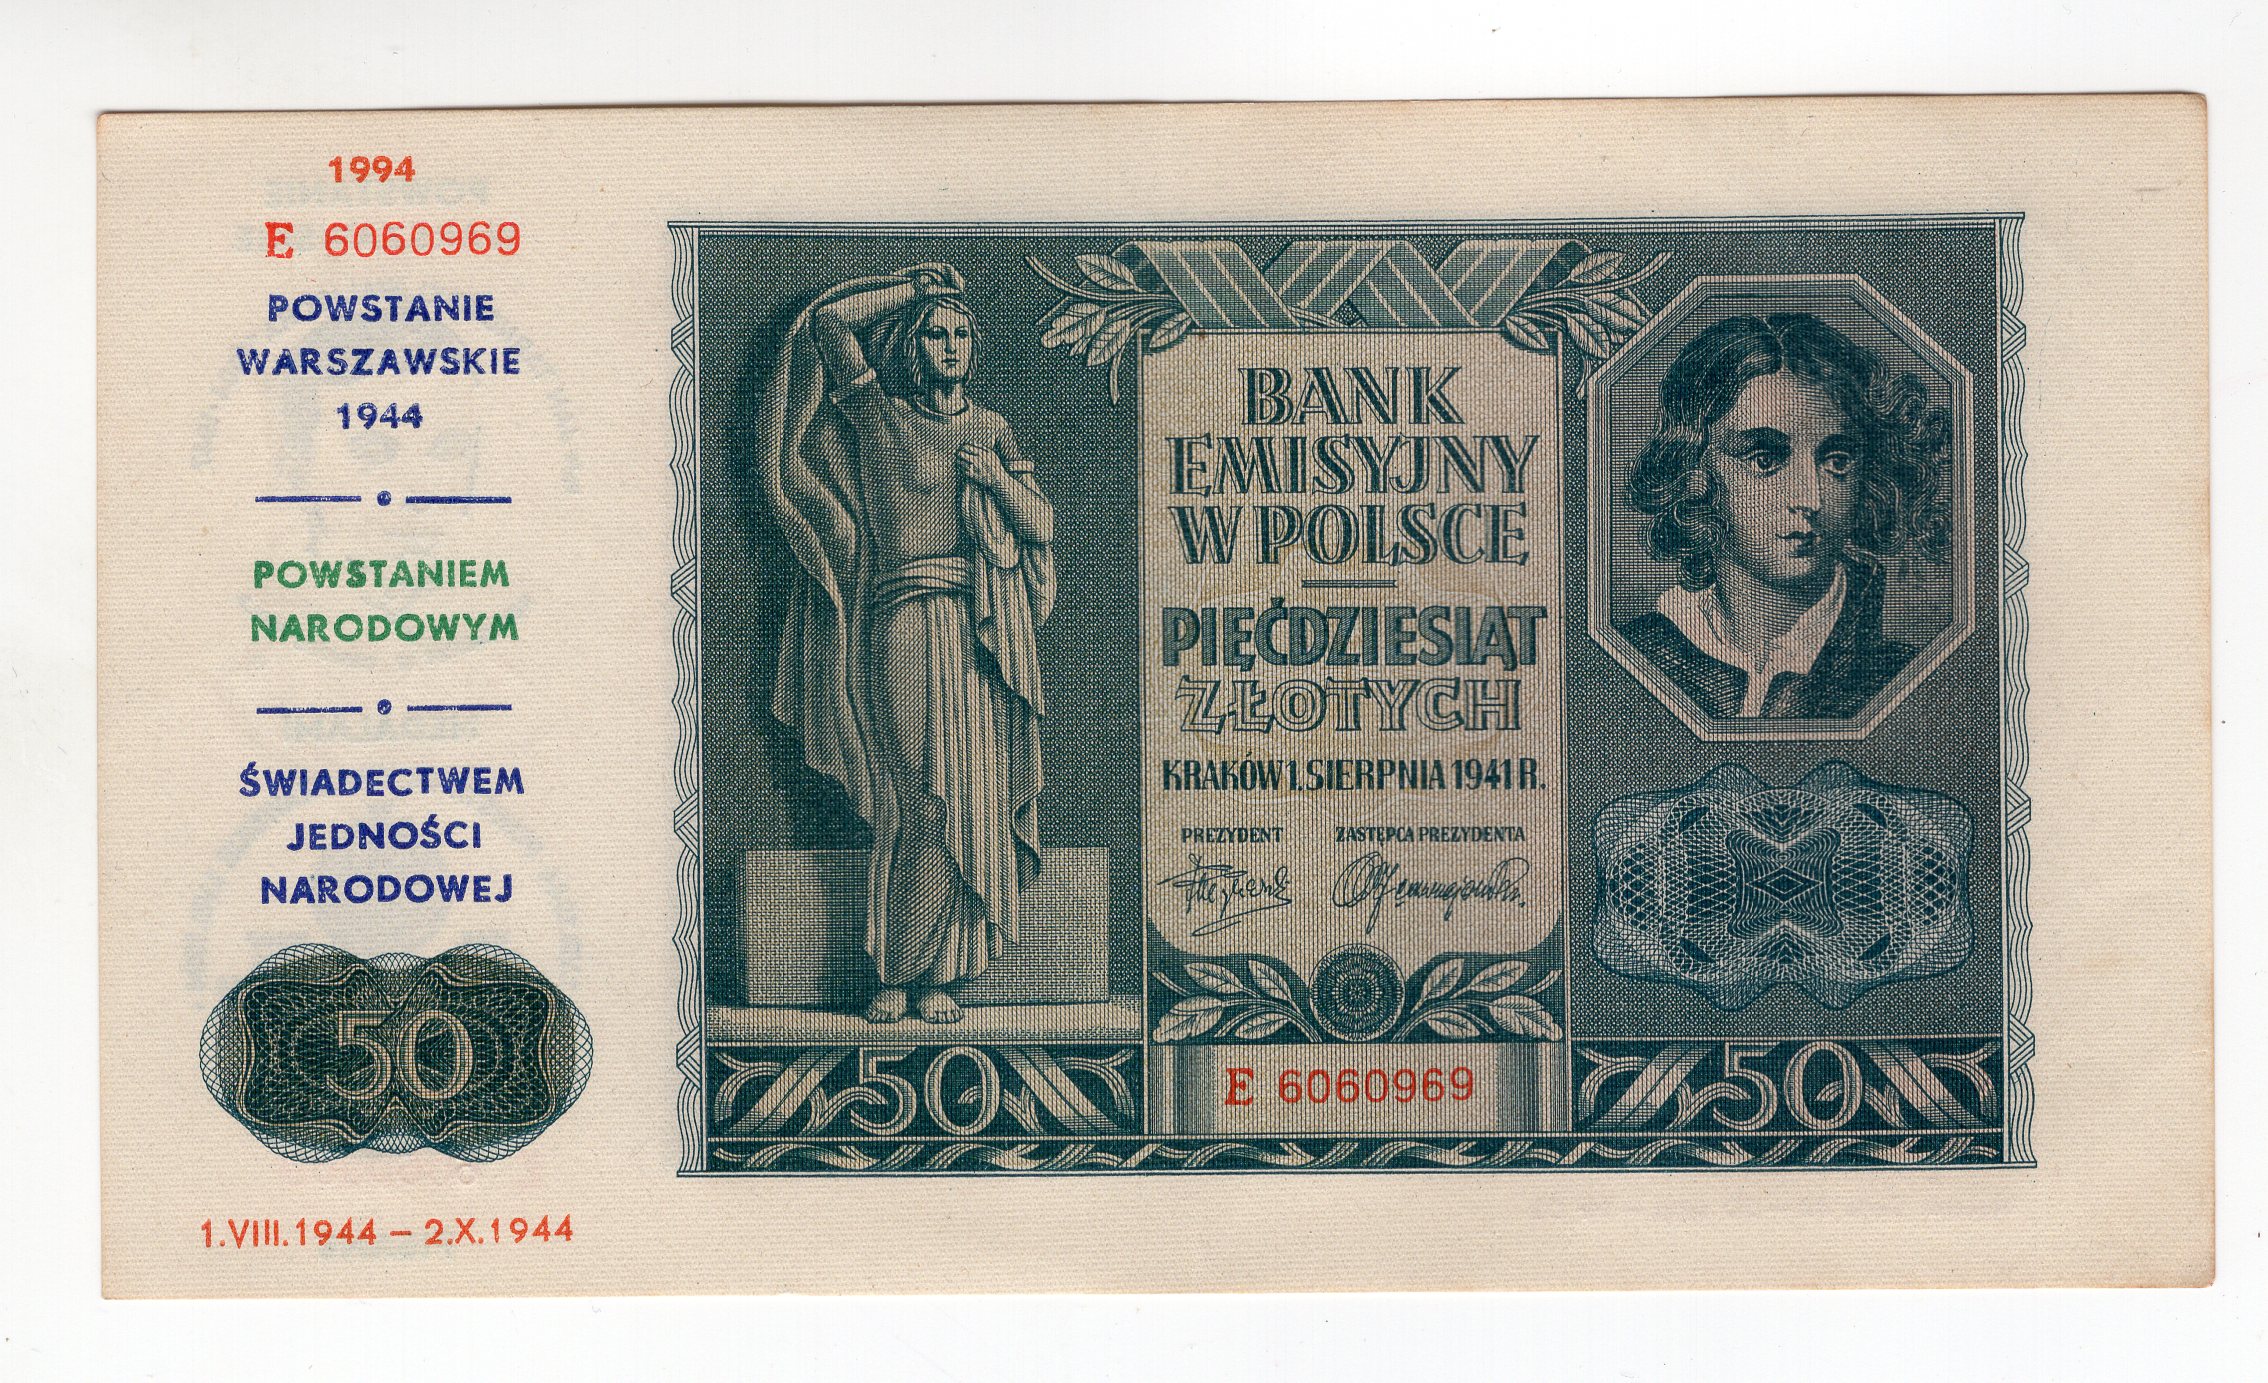 1994
E 6060969
POWSTANIE
WARSZAWSKIE
1944
POWSTANIEM
NARODOWYM
ŚWIADECTWEM
JEDNOŚCI
NARODOWEJ
50
1.VIII.1944 – 2.X.1944
BANK
EMISYJNY
W POLSCE
PIĘĆDZIESIĄT
ZŁOTYCH
KRAKÓW 1. SIERPNIA 1941 R.
PREZYDENT ZASTĘPCA PREZYDENTA
50 E 6060969 50